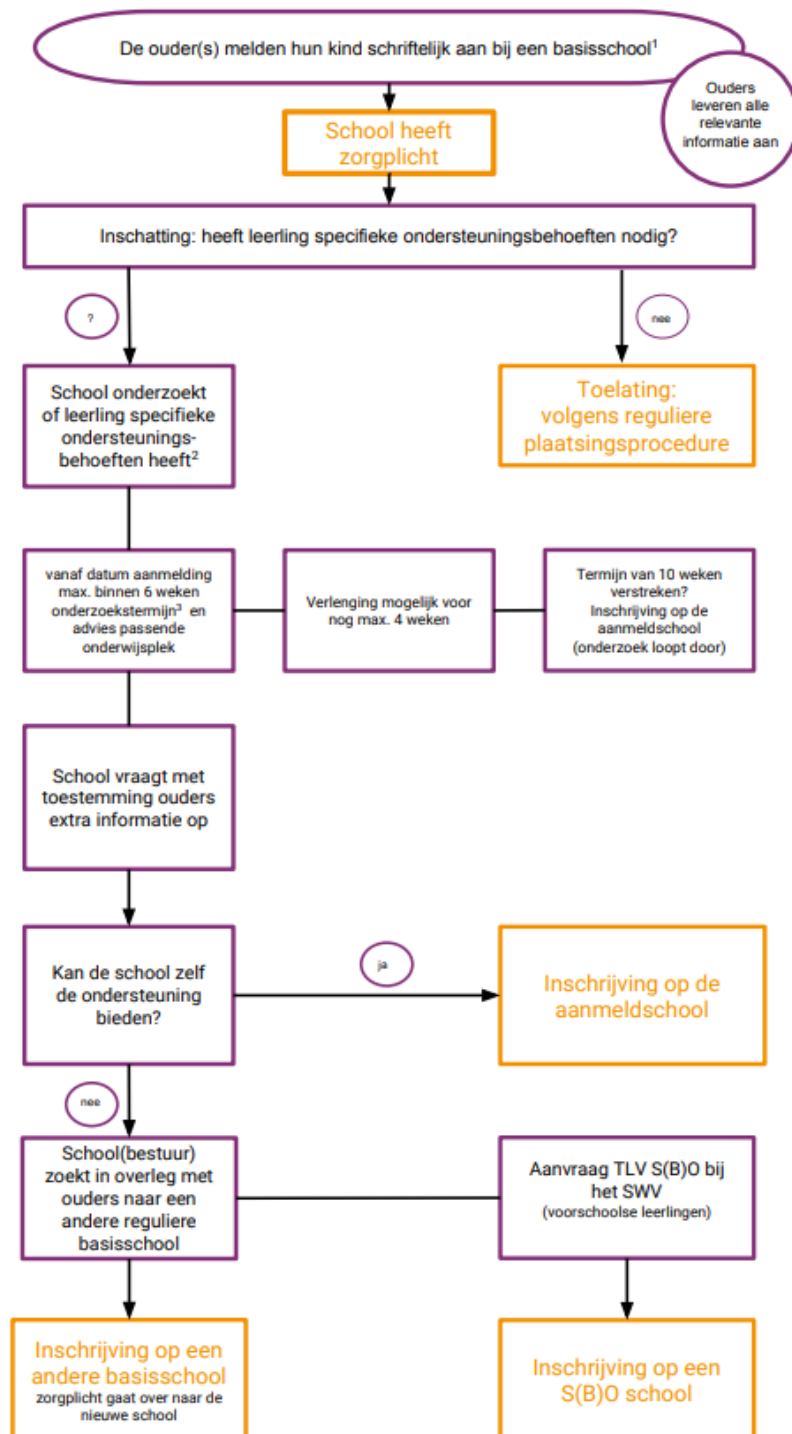 De ouder(s) melden hun kind schriftelijk aan bij een basisschool¹
Ouders
leveren alle
relevante
informatie aan
School heeft
zorgplicht
Inschatting: heeft leerling specifieke ondersteuningsbehoeften nodig?
?
nee
School onderzoekt
of leerling specifieke
ondersteunings-
behoeften heeft²
Toelating:
volgens reguliere
plaatsingsprocedure
vanaf datum aanmelding
max. binnen 6 weken
onderzoekstermijn³ en
advies passende
onderwijsplek
Verlenging mogelijk voor
nog max. 4 weken
Termijn van 10 weken
verstreken?
Inschrijving op de
aanmeldschool
(onderzoek loopt door)
School vraagt met
toestemming ouders
extra informatie op
Kan de school zelf
de ondersteuning
bieden?
ja
Inschrijving op de
aanmeldschool
nee
School(bestuur)
zoekt in overleg met
ouders naar een
andere reguliere
basisschool
Aanvraag TLV S(B)O bij
het SWV
(voorschoolse leerlingen)
Inschrijving op een
andere basisschool
zorgplicht gaat over naar de
nieuwe school
Inschrijving op een
S(B)O school